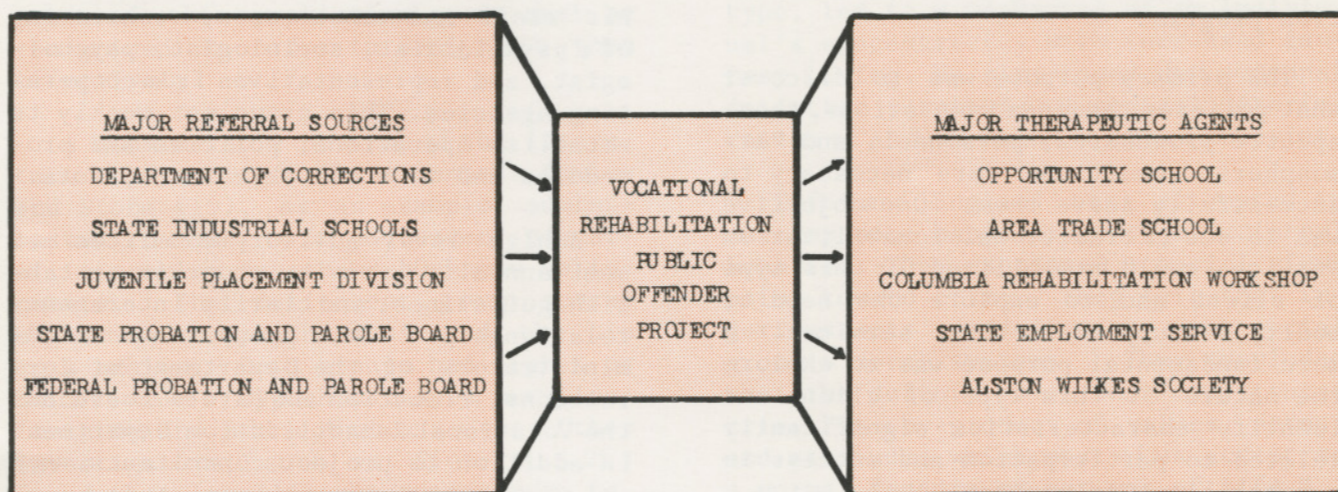 MAJOR REFERRAL SOURCES
DEPARTMENT OF CORRECTIONS
STATE INDUSTRIAL SCHOOLS
JUVENILE PLACEMENT DIVISION
STATE PROBATION AND PAROLE BOARD
FEDERAL PROBATION AND PAROLE BOARD
VOCATIONAL
REHABILITATION
PUBLIC
OFFENDER
PROJECT
MAJOR THERAPEUTIC AGENTS
OPPORTUNITY SCHOOL
AREA TRADE SCHOOL
COLUMBIA REHABILITATION WORKSHOP
STATE EMPLOYMENT SERVICE
ALSTON WILKES SOCIETY